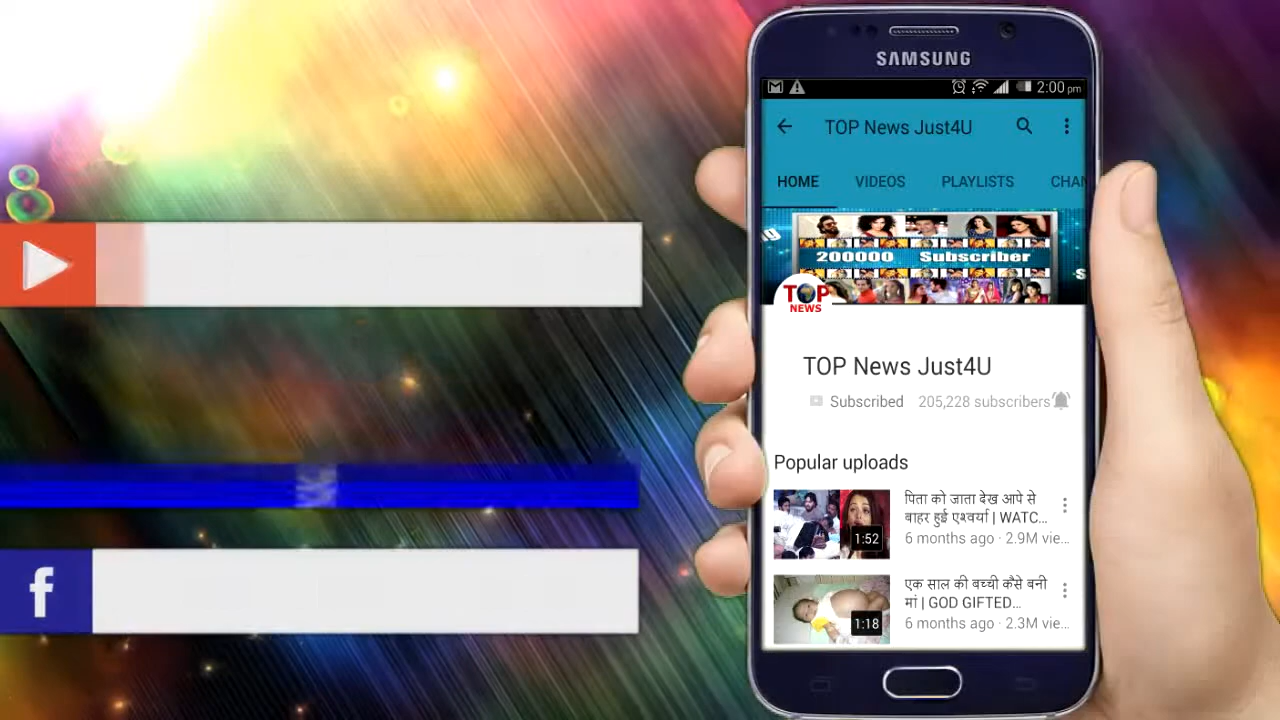 SAMSUNG
2:00 pm
TOP News Just4U
HOME VIDEOS PLAYLISTS CHAN
200000 Subscriber
TOP
NEWS
TOP News Just4U
Subscribed 205,228 subscribers
Popular uploads
पिता को जाता देख आपे से
बाहर हुई एश्वर्या | WATC...
6 months ago · 2.9M vie...
1:52
एक साल की बच्ची कैसे बनी
मां | GOD GIFTED...
6 months ago · 2.3M vie...
1:18
f